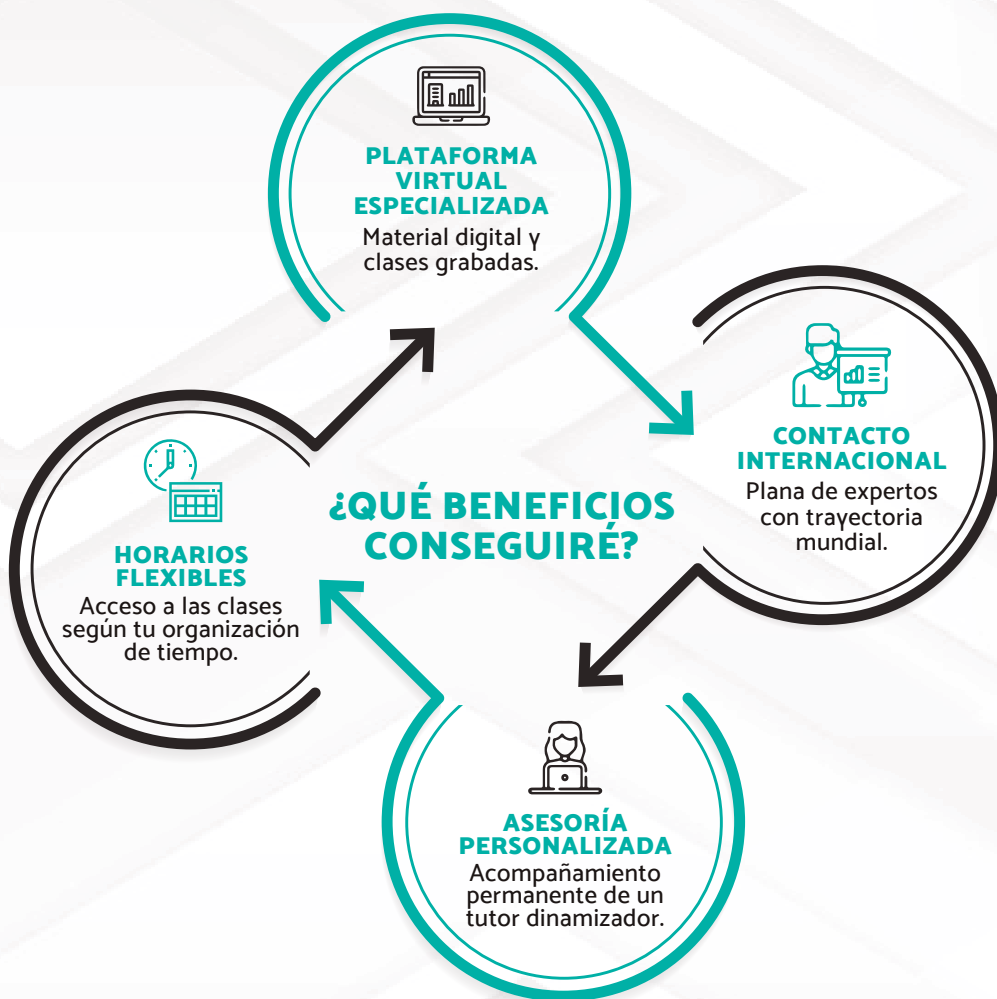 PLATAFORMA
VIRTUAL
ESPECIALIZADA
Material digital y
clases grabadas.
CONTACTO
INTERNACIONAL
Plana de expertos
con trayectoria
mundial.
¿QUÉ BENEFICIOS
CONSEGUIRÉ?
HORARIOS
FLEXIBLES
Acceso a las clases
según tu organización
de tiempo.
ASESORÍA
PERSONALIZADA
Acompañamiento
permanente de un
tutor dinamizador.